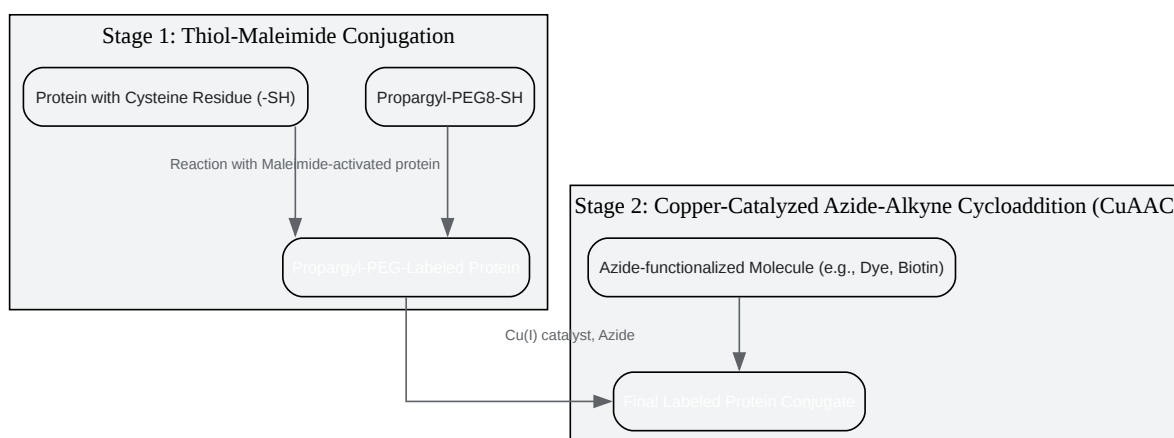 Stage 1: Thiol-Maleimide Conjugation
Protein with Cysteine Residue (-SH)
Propargyl-PEG8-SH
Reaction with Maleimide-activated protein
Propargyl-PEG-Labeled Protein
Stage 2: Copper-Catalyzed Azide-Alkyne Cycloaddition (CuAAC
Azide-functionalized Molecule (e.g., Dye, Biotin)
Cu(I) catalyst, Azide
Final Labeled Protein Conjugate